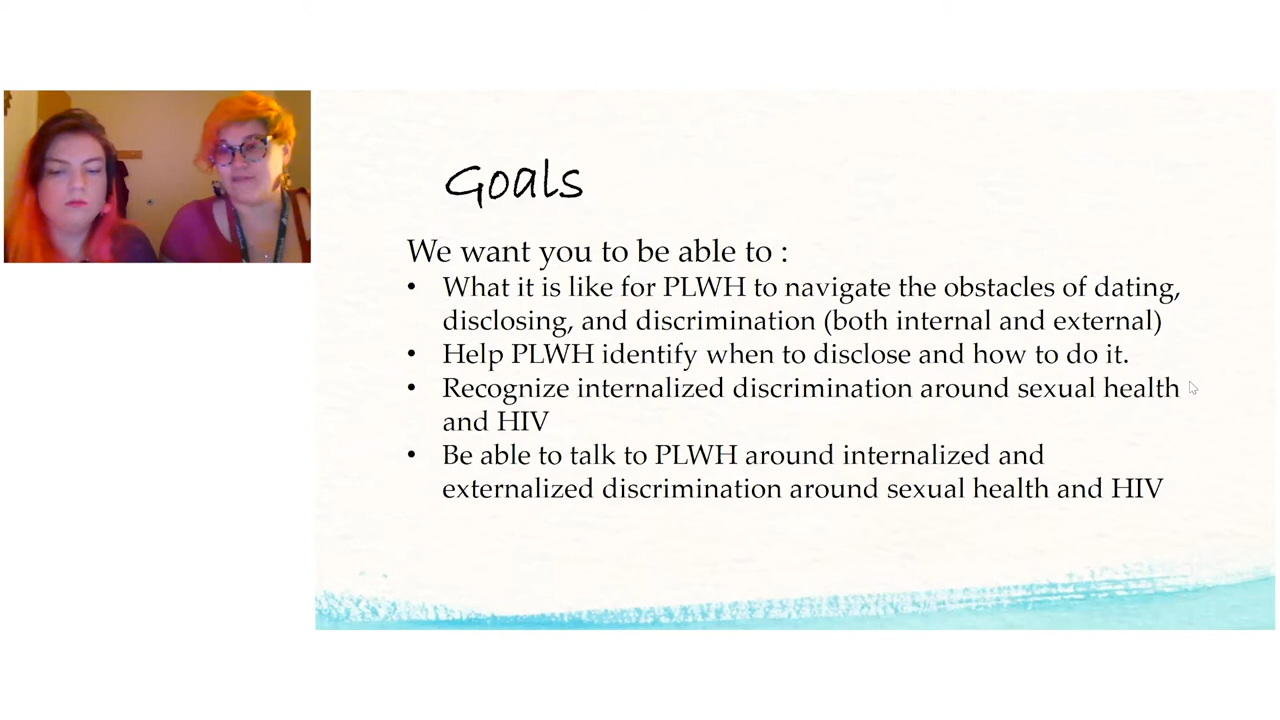 Goals
We want you to be able to :
• What it is like for PLWH to navigate the obstacles of dating,
disclosing, and discrimination (both internal and external)
• Help PLWH identify when to disclose and how to do it.
• Recognize internalized discrimination around sexual health
and HIV
• Be able to talk to PLWH around internalized and
externalized discrimination around sexual health and HIV